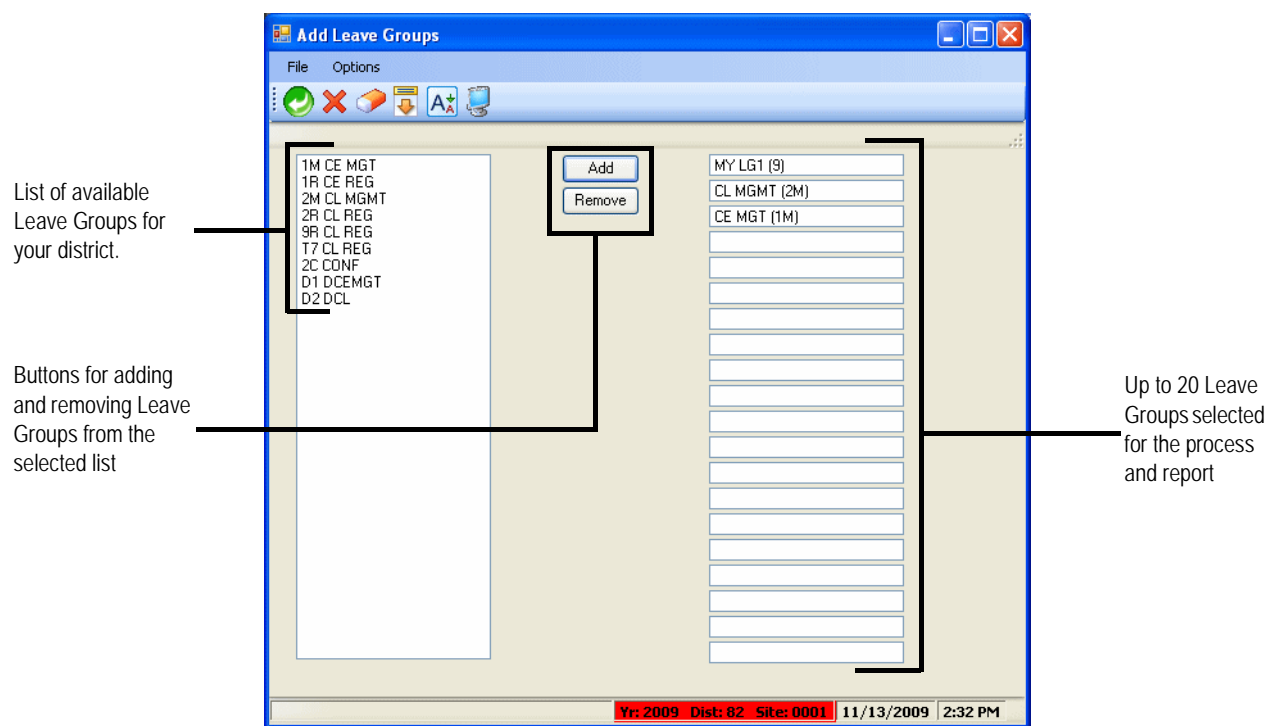 Add Leave Groups
File Options
List of available
Leave Groups for
your district.
1M CE MGT
1R CE REG
2M CL MGMT
2R CL REG
9R CL REG
T7 CL REG
2C CONF
D1 DCEMGT
D2 DCL
Add
Remove
MY LG1 (9)
CL MGMT (2M)
CE MGT (1M)
Buttons for adding
and removing Leave
Groups from the
selected list
Up to 20 Leave
Groups selected
for the process
and report
Yr: 2009 Dist: 82 Site: 0001 11/13/2009 2:32 PM